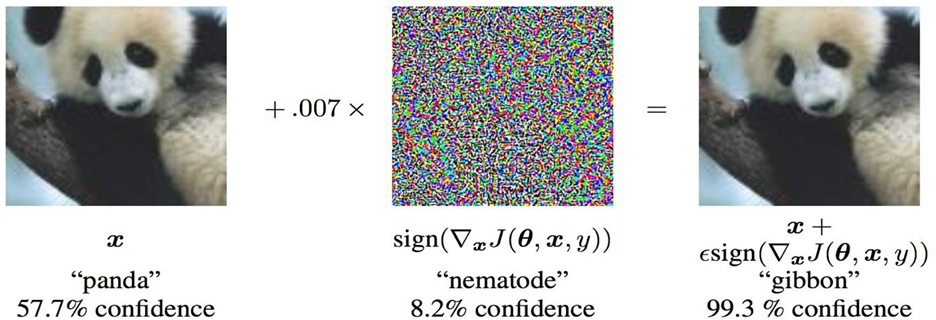 + .007 ×
=
x
“panda”
57.7% confidence
sign(∇ₓJ(θ, x, y))
“nematode”
8.2% confidence
x +
ϵsign(∇ₓJ(θ, x, y))
“gibbon”
99.3 % confidence